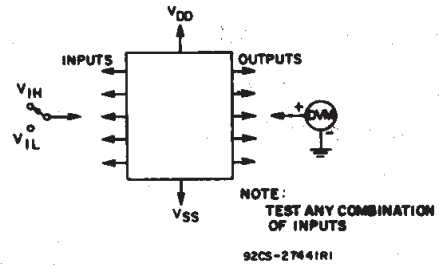 VDD
INPUTS
OUTPUTS
VIH
VIL
+
DVM
-
VSS
NOTE:
TEST ANY COMBINATION
OF INPUTS
92CS-27441R1